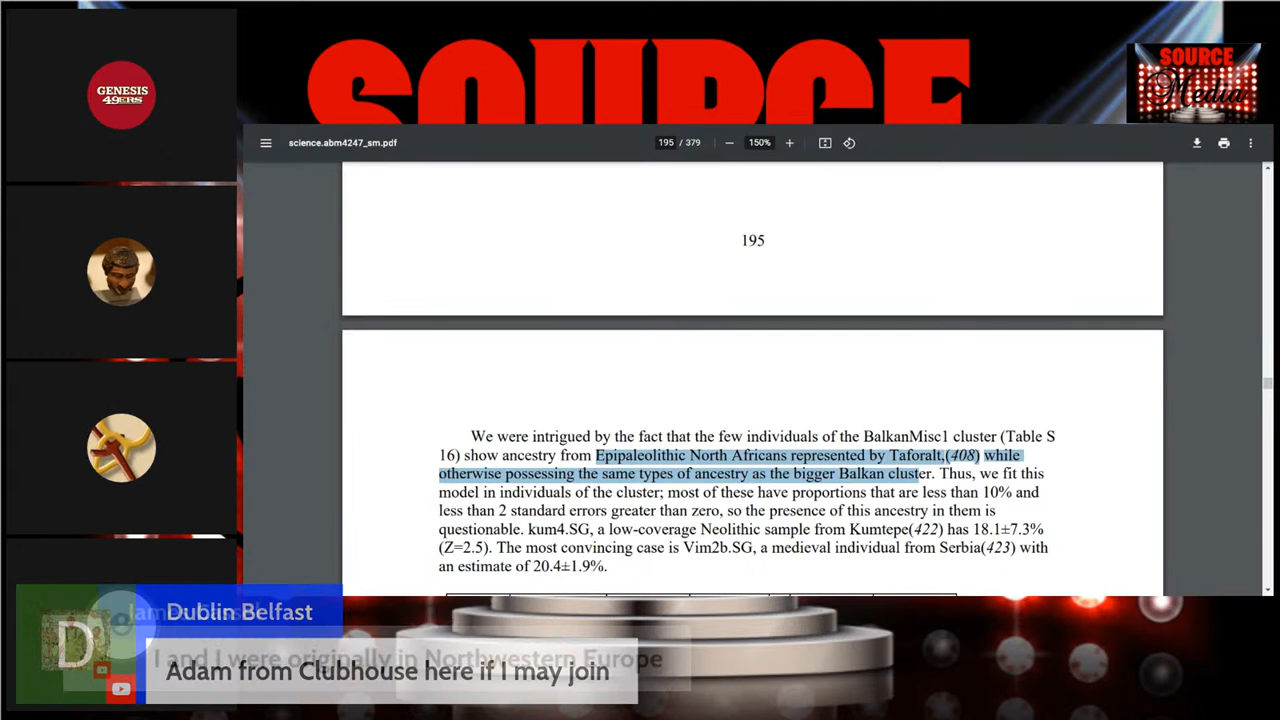 SOURCE
SOURCE
Media
GENESIS
49ERS
science.abm4247_sm.pdf
195 / 379
150%
195
We were intrigued by the fact that the few individuals of the BalkanMisc1 cluster (Table S
16) show ancestry from Epipaleolithic North Africans represented by Taforalt,(408) while
otherwise possessing the same types of ancestry as the bigger Balkan cluster. Thus, we fit this
model in individuals of the cluster; most of these have proportions that are less than 10% and
less than 2 standard errors greater than zero, so the presence of this ancestry in them is
questionable. kum4.SG, a low-coverage Neolithic sample from Kumtepe(422) has 18.1±7.3%
(Z=2.5). The most convincing case is Vim2b.SG, a medieval individual from Serbia(423) with
an estimate of 20.4±1.9%.
Dublin Belfast
D
I and I were originally in Northwestern Europe
Adam from Clubhouse here if I may join